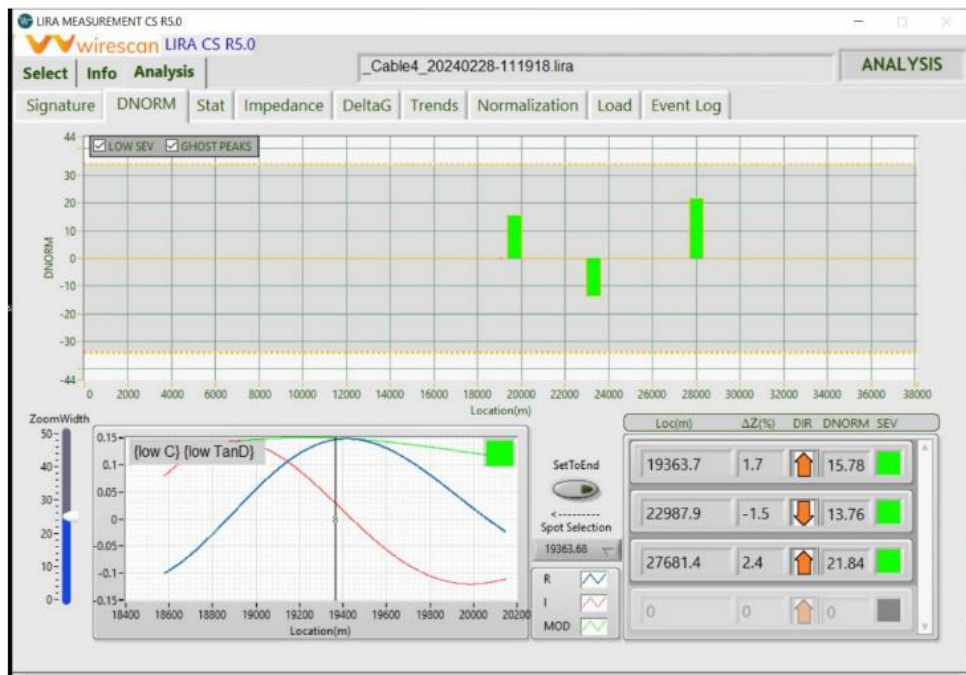 LIRA MEASUREMENT CS R5.0
wirescan LIRA CS R5.0
Select Info Analysis
_Cable4_20240228-111918.lira
ANALYSIS
Signature DNORM Stat Impedance DeltaG Trends Normalization Load Event Log
LOW SEV GHOST PEAKS
44
30
20
10
0
-10
-20
-30
-44
DNORM
0 2000 4000 6000 8000 10000 12000 14000 16000 18000 20000 22000 24000 26000 28000 30000 32000 34000 36000 38000
Location(m)
ZoomWidth
50
40
30
20
10
0
{low C} {low TanD}
0.15
0.1
0.05
0
-0.05
-0.1
-0.15
18400 18600 18800 19000 19200 19400 19600 19800 20000 20200
Location(m)
SetToEnd
<---------
Spot Selection
19363.68
R
I
MOD
Loc(m) ΔZ(%) DIR DNORM SEV
19363.7 1.7 15.78
22987.9 -1.5 13.76
27681.4 2.4 21.84
0 0 0